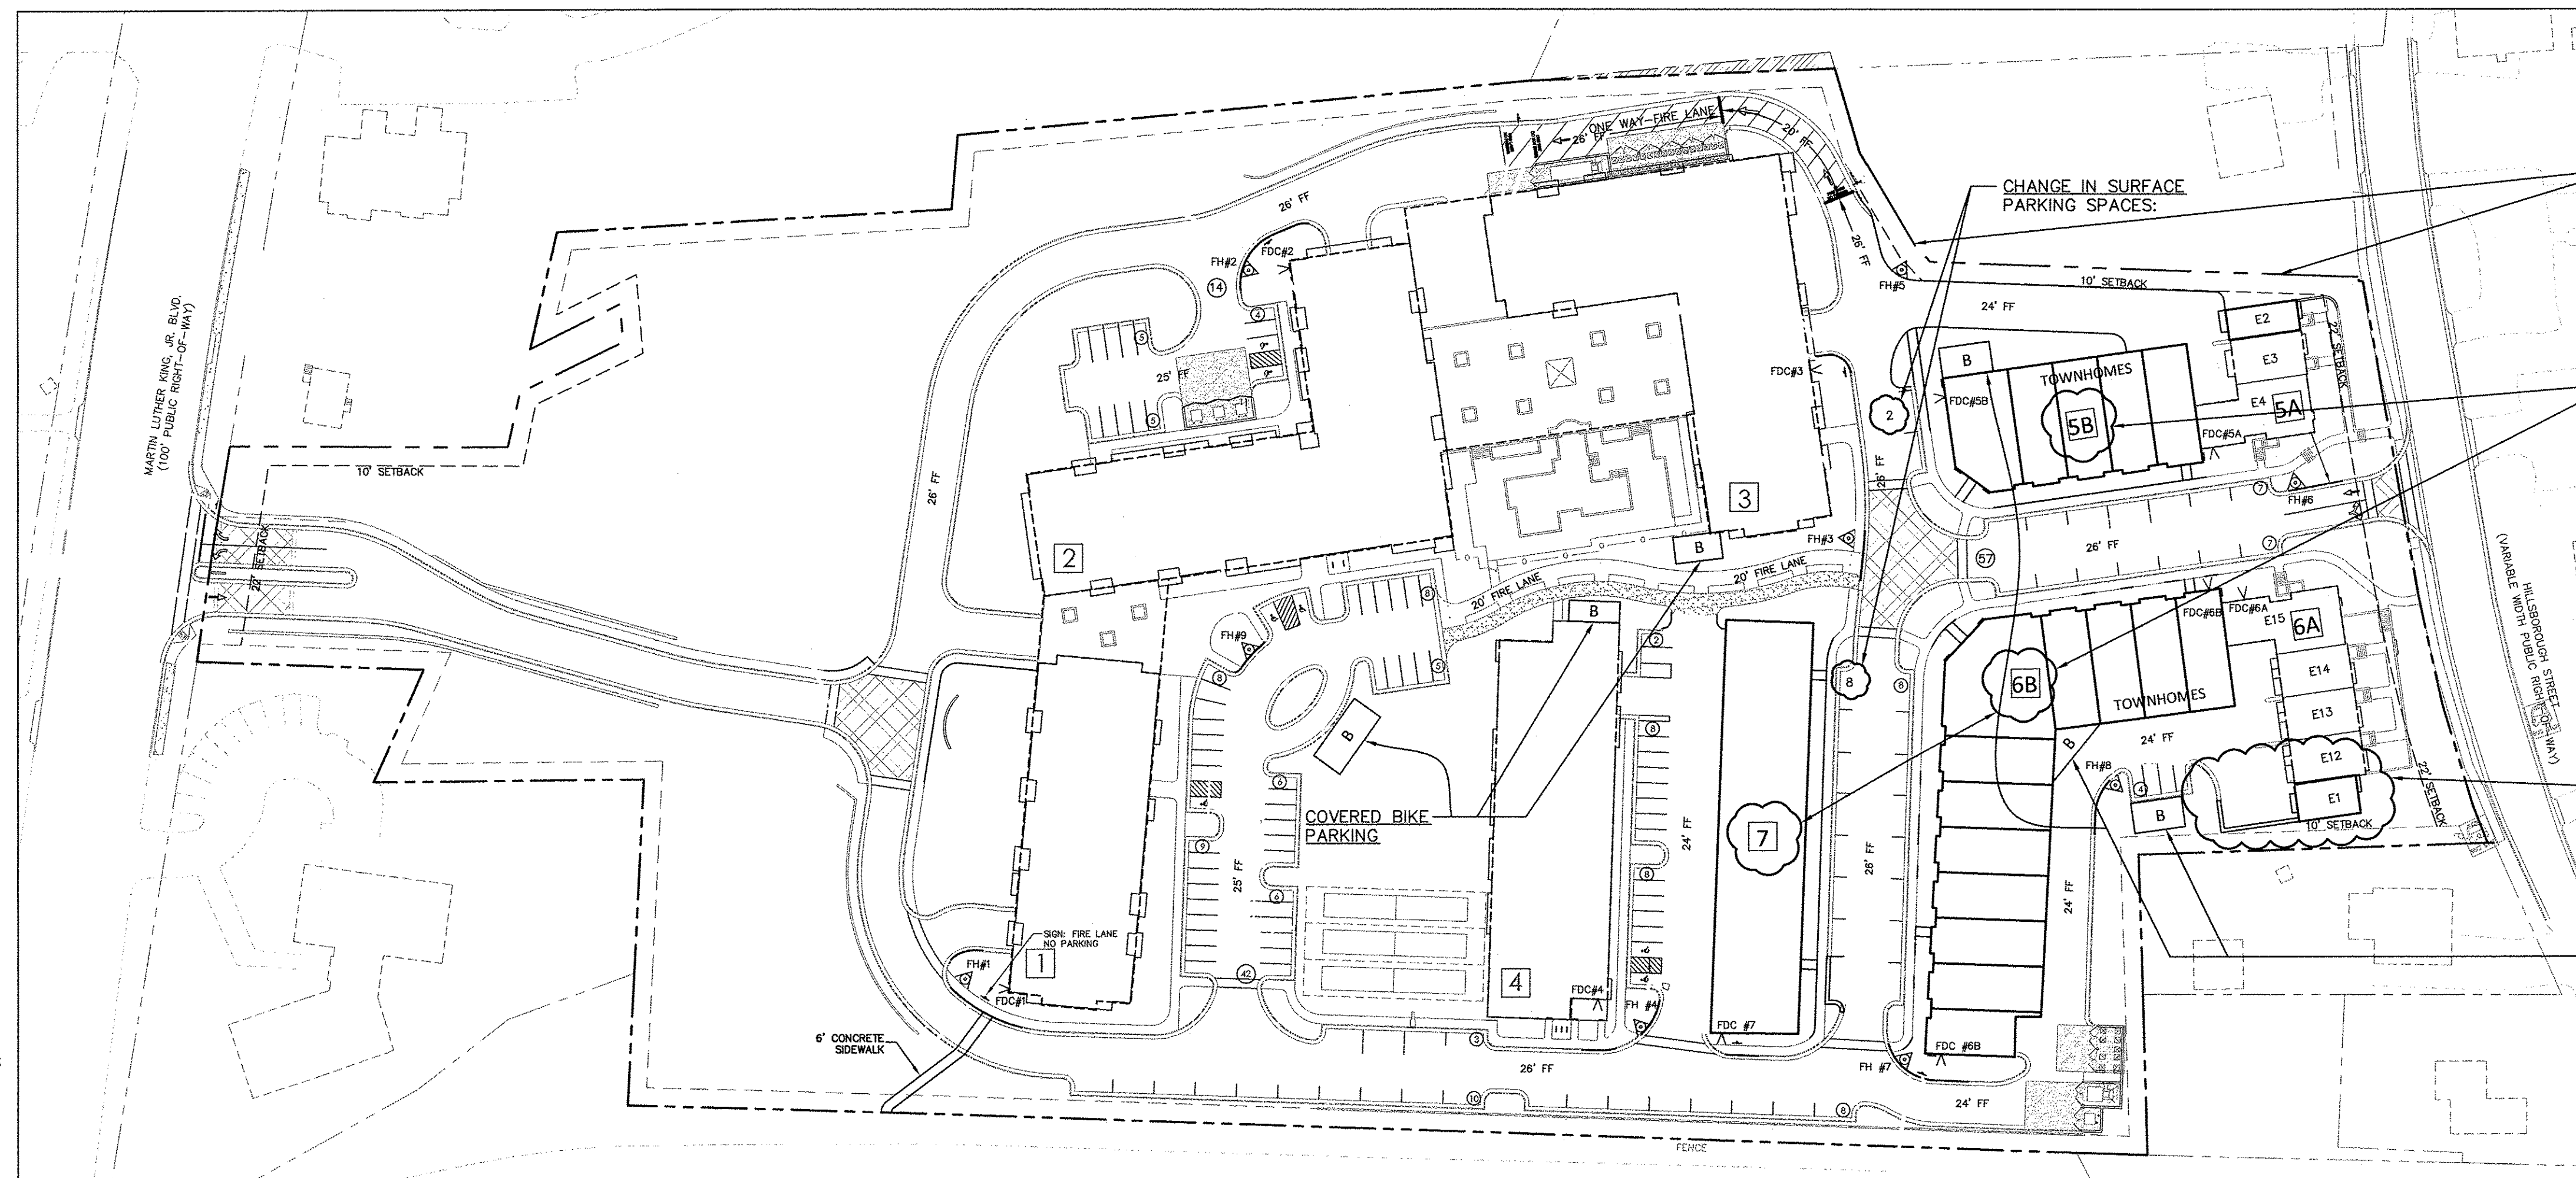 MARTIN LUTHER KING, JR. BLVD.
(100' PUBLIC RIGHT-OF-WAY)
10' SETBACK
22' SETBACK
ONE WAY-FIRE LANE
26' FF
20' FF
26' FF
26' FF
CHANGE IN SURFACE
PARKING SPACES:
FH#5
10' SETBACK
24' FF
FH#2
FDC#2
14
4
5
25' FF
5
26' FF
FDC#3
2
B
TOWNHOMES
5B
FDC#5B
FDC#5A
E2
E3
E4
5A
22' SETBACK
7
FH#6
26' FF
3
2
B
FH#3
20' FIRE LANE
20' FIRE LANE
57
26' FF
7
HILLSBOROUGH STREET
(VARIABLE WIDTH PUBLIC RIGHT-OF-WAY)
FH#9
8
8
5
B
2
8
8
FDC#6B
FDC#6A
E15
6A
6B
TOWNHOMES
E14
E13
E12
E1
24' FF
B
FH#8
4
B
10' SETBACK
22' SETBACK
B
COVERED BIKE
PARKING
6
9
6
25' FF
8
8
24' FF
7
26' FF
24' FF
SIGN: FIRE LANE
NO PARKING
FH#1
1
FDC#1
42
4
FDC#4
FH #4
FDC #7
FDC #6B
FH #7
6' CONCRETE
SIDEWALK
3
26' FF
10
8
24' FF
FENCE